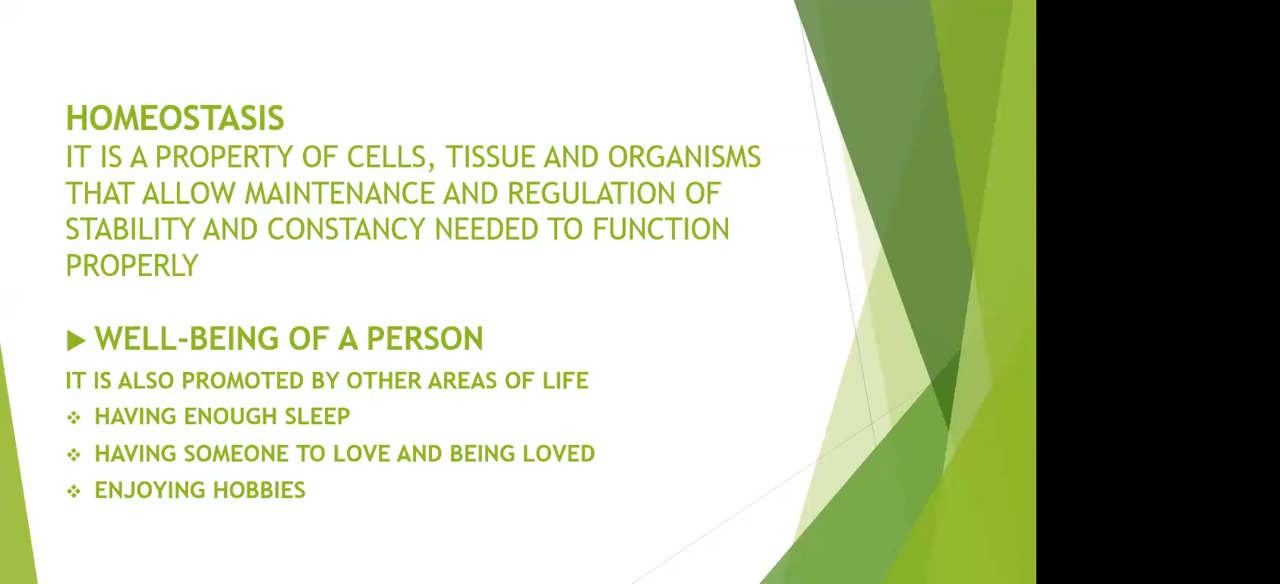 HOMEOSTASIS
IT IS A PROPERTY OF CELLS, TISSUE AND ORGANISMS
THAT ALLOW MAINTENANCE AND REGULATION OF
STABILITY AND CONSTANCY NEEDED TO FUNCTION
PROPERLY
WELL-BEING OF A PERSON
IT IS ALSO PROMOTED BY OTHER AREAS OF LIFE
HAVING ENOUGH SLEEP
HAVING SOMEONE TO LOVE AND BEING LOVED
ENJOYING HOBBIES